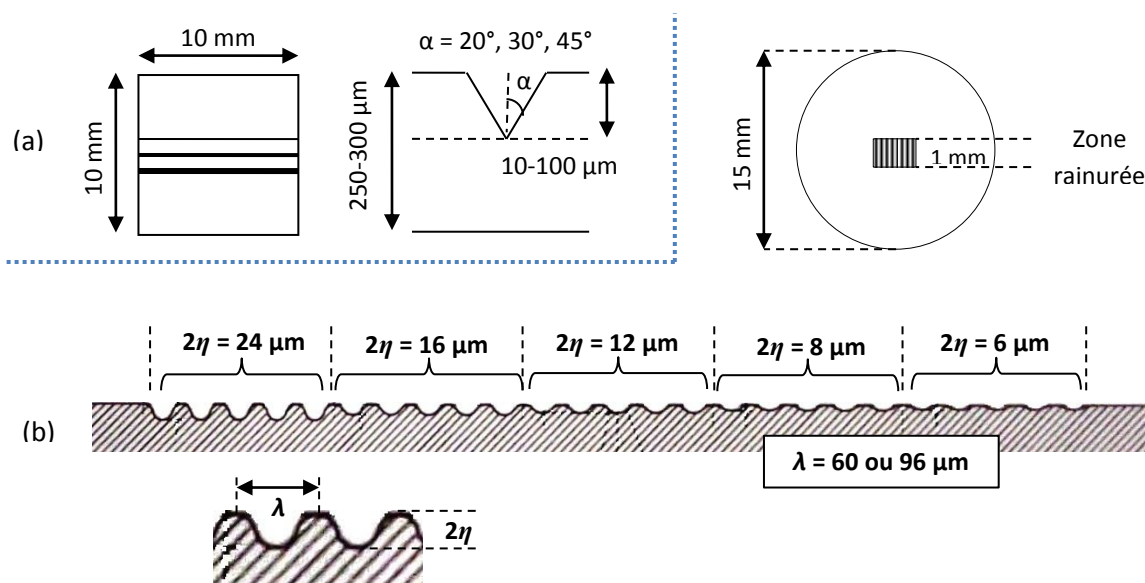 10 mm
α = 20°, 30°, 45°
(a)
10 mm
250-300 µm
α
10-100 µm
15 mm
1 mm
Zone
rainurée
2η = 24 µm
2η = 16 µm
2η = 12 µm
2η = 8 µm
2η = 6 µm
(b)
λ = 60 ou 96 µm
λ
2η